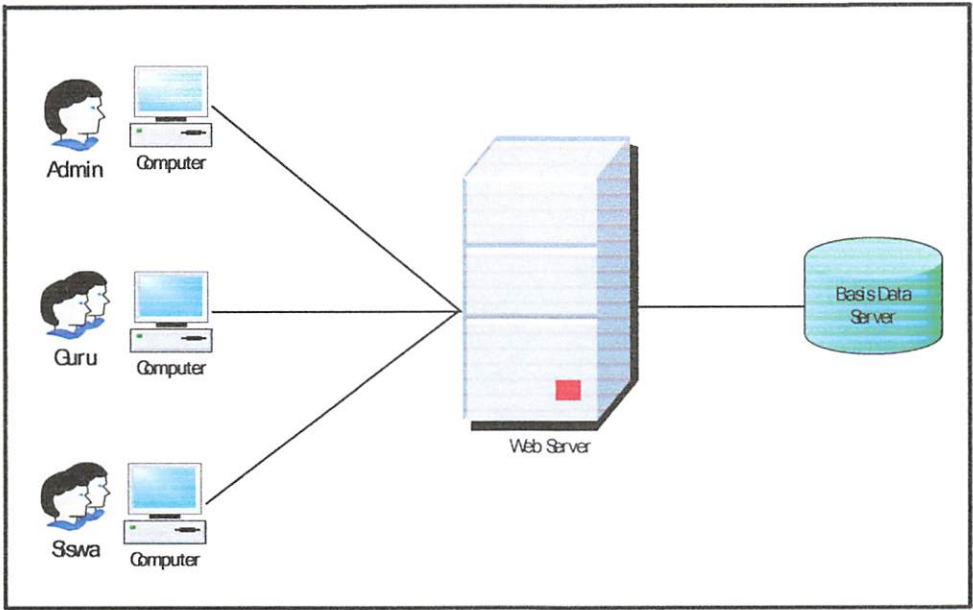 Admin
Computer
Guru
Computer
Siswa
Computer
Web Server
Basis Data
Server